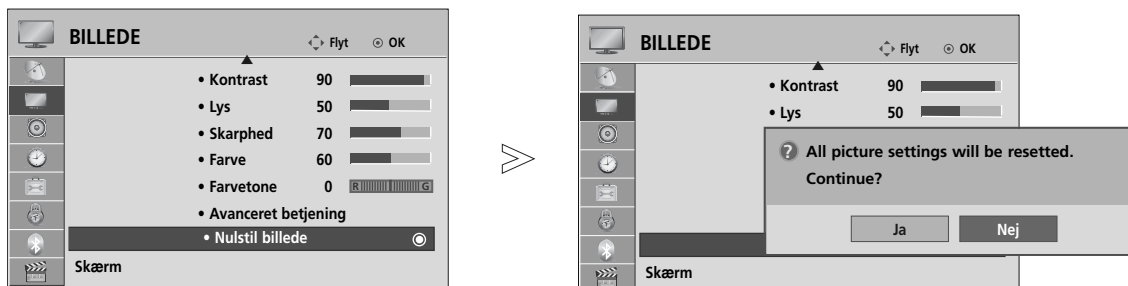 BILLEDE
Flyt
OK
• Kontrast 90
• Lys 50
• Skarphed 70
• Farve 60
• Farvetone 0 R G
• Avanceret betjening
• Nulstil billede
Skærm
BILLEDE
Flyt
OK
• Kontrast 90
• Lys 50
? All picture settings will be resetted.
Continue?
Ja
Nej
Skærm